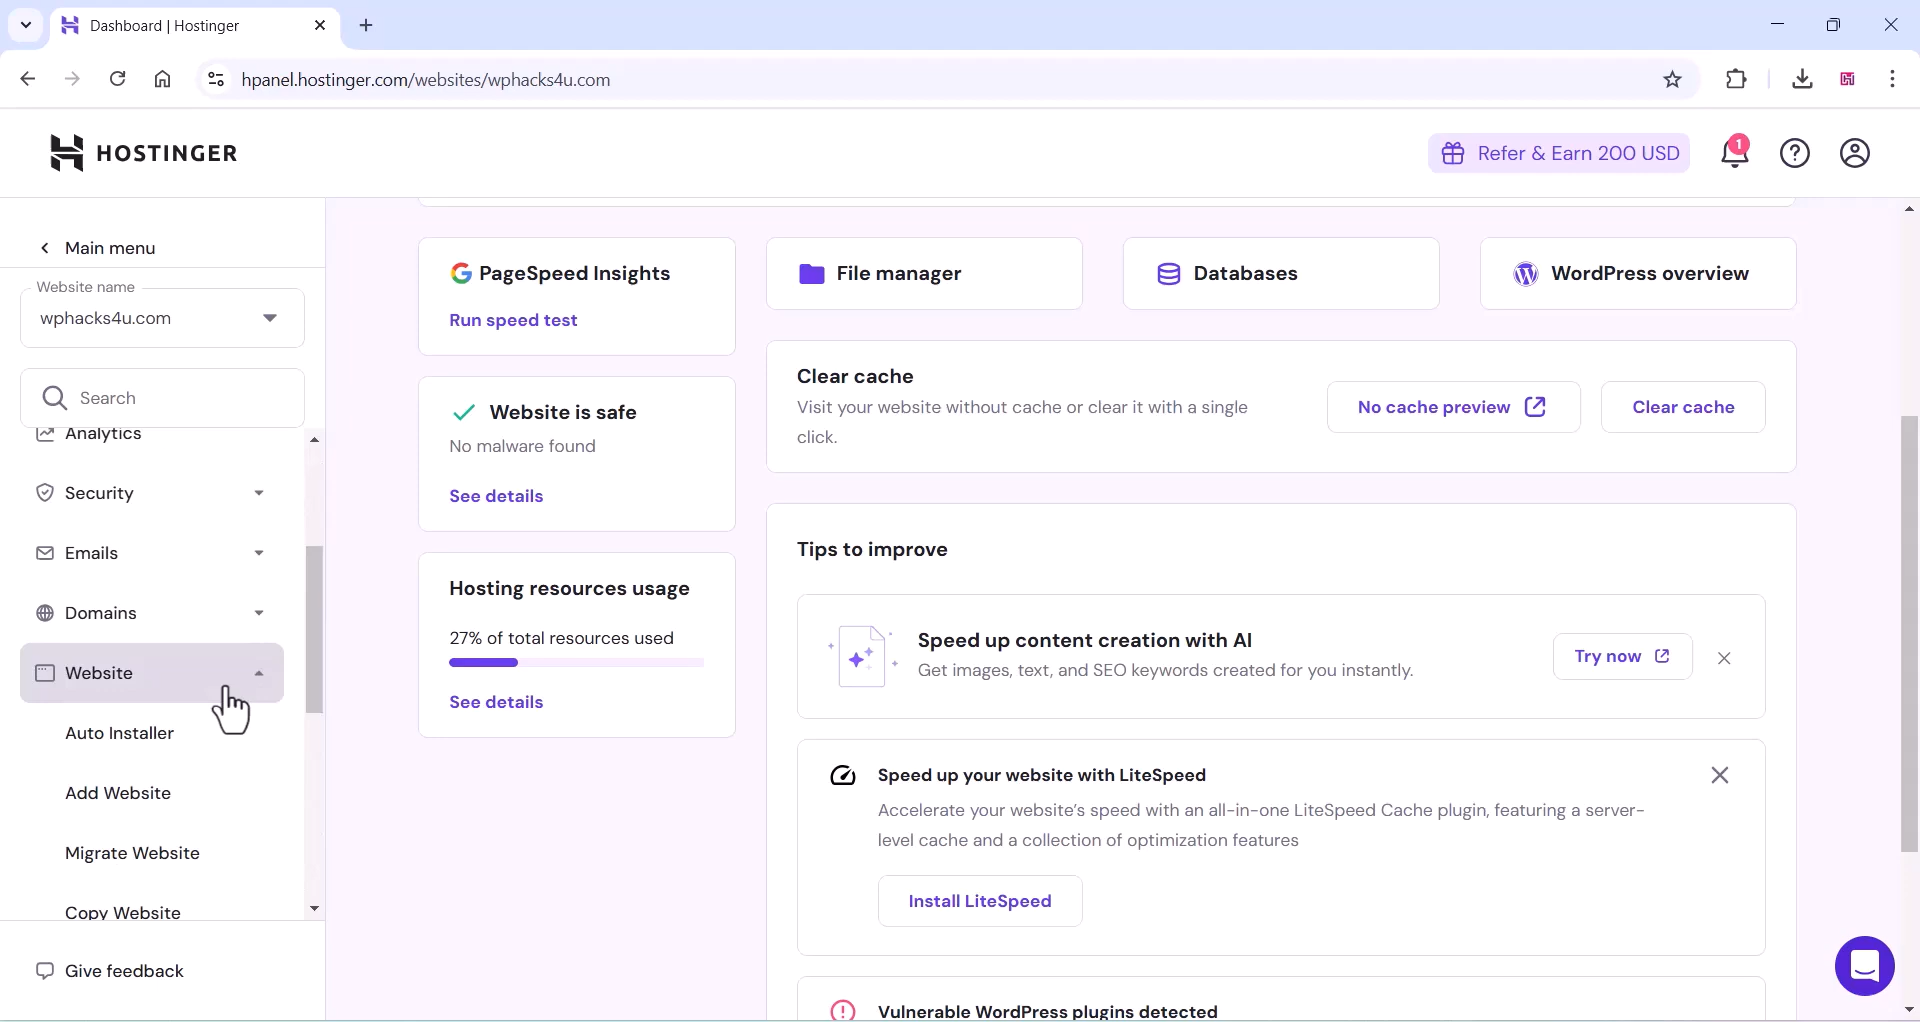 Dashboard | Hostinger
hpanel.hostinger.com/websites/wphacks4u.com
HOSTINGER
Refer & Earn 200 USD
1
Main menu
Website name
wphacks4u.com
Search
Analytics
Security
Emails
Domains
Website
Auto Installer
Add Website
Migrate Website
Copy Website
Give feedback
PageSpeed Insights
Run speed test
Website is safe
No malware found
See details
Hosting resources usage
27% of total resources used
See details
File manager
Databases
WordPress overview
Clear cache
Visit your website without cache or clear it with a single
click.
No cache preview
Clear cache
Tips to improve
Speed up content creation with AI
Get images, text, and SEO keywords created for you instantly.
Try now
Speed up your website with LiteSpeed
Accelerate your website's speed with an all-in-one LiteSpeed Cache plugin, featuring a server-
level cache and a collection of optimization features
Install LiteSpeed
Vulnerable WordPress plugins detected